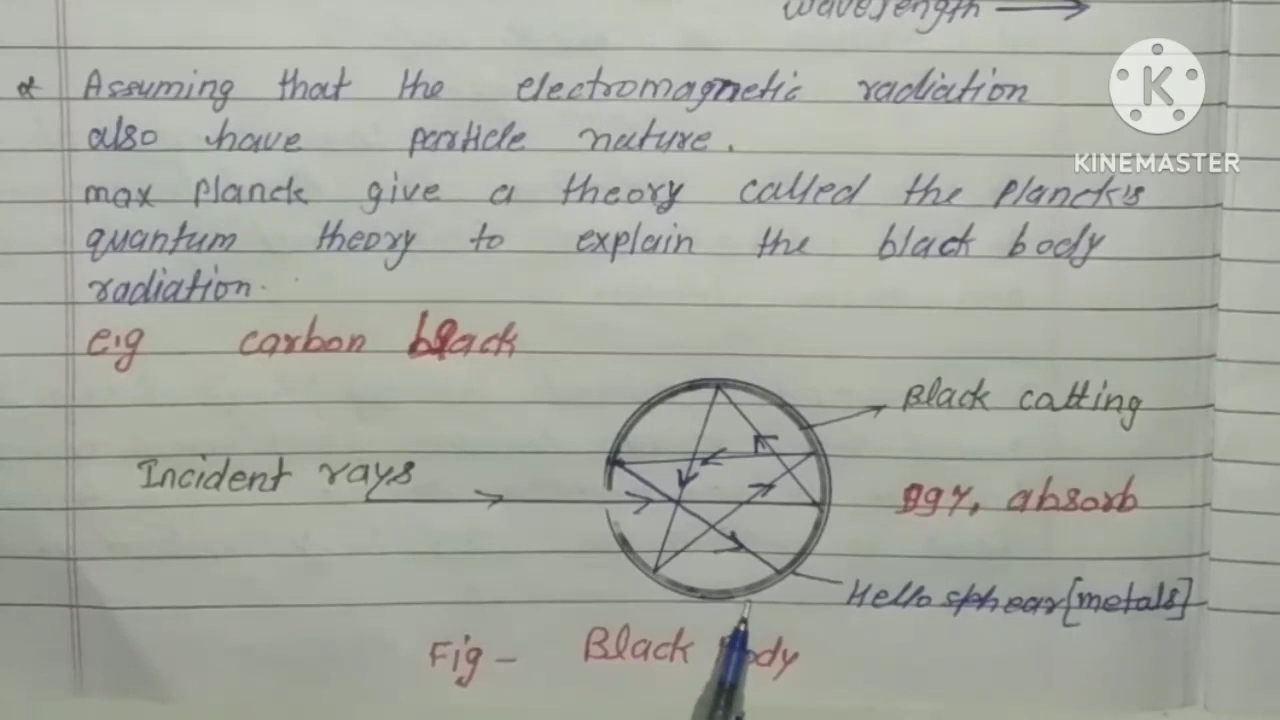 wavelength
Assuming that the electromagnetic radiation
also have particle nature.
max planck give a theory called the planck's
quantum theory to explain the black body
radiation.
e.g carbon black
Black catting
Incident rays
99%, absorb
Hello sphear [metals]
Fig - Black body
K
KINEMASTER